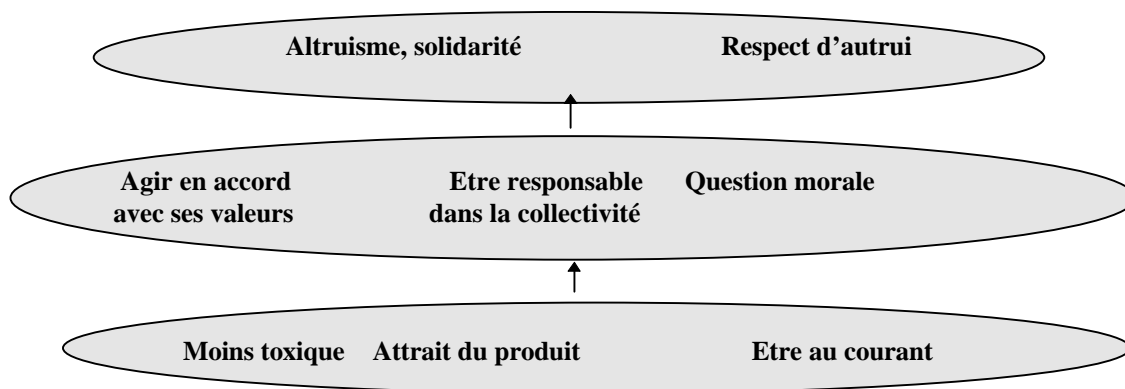 Altruisme, solidarité Respect d’autrui
Agir en accord Etre responsable Question morale
avec ses valeurs dans la collectivité
Moins toxique Attrait du produit Etre au courant